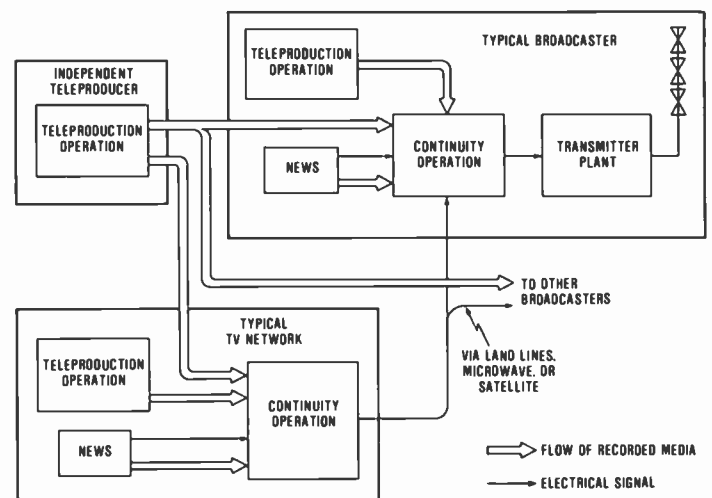 TYPICAL BROADCASTER
TELEPRODUCTION
OPERATION
INDEPENDENT
TELEPRODUCER
TELEPRODUCTION
OPERATION
NEWS
CONTINUITY
OPERATION
TRANSMITTER
PLANT
TO OTHER
BROADCASTERS
TYPICAL
TV NETWORK
VIA LAND LINES,
MICROWAVE, OR
SATELLITE
TELEPRODUCTION
OPERATION
CONTINUITY
OPERATION
NEWS
FLOW OF RECORDED MEDIA
ELECTRICAL SIGNAL